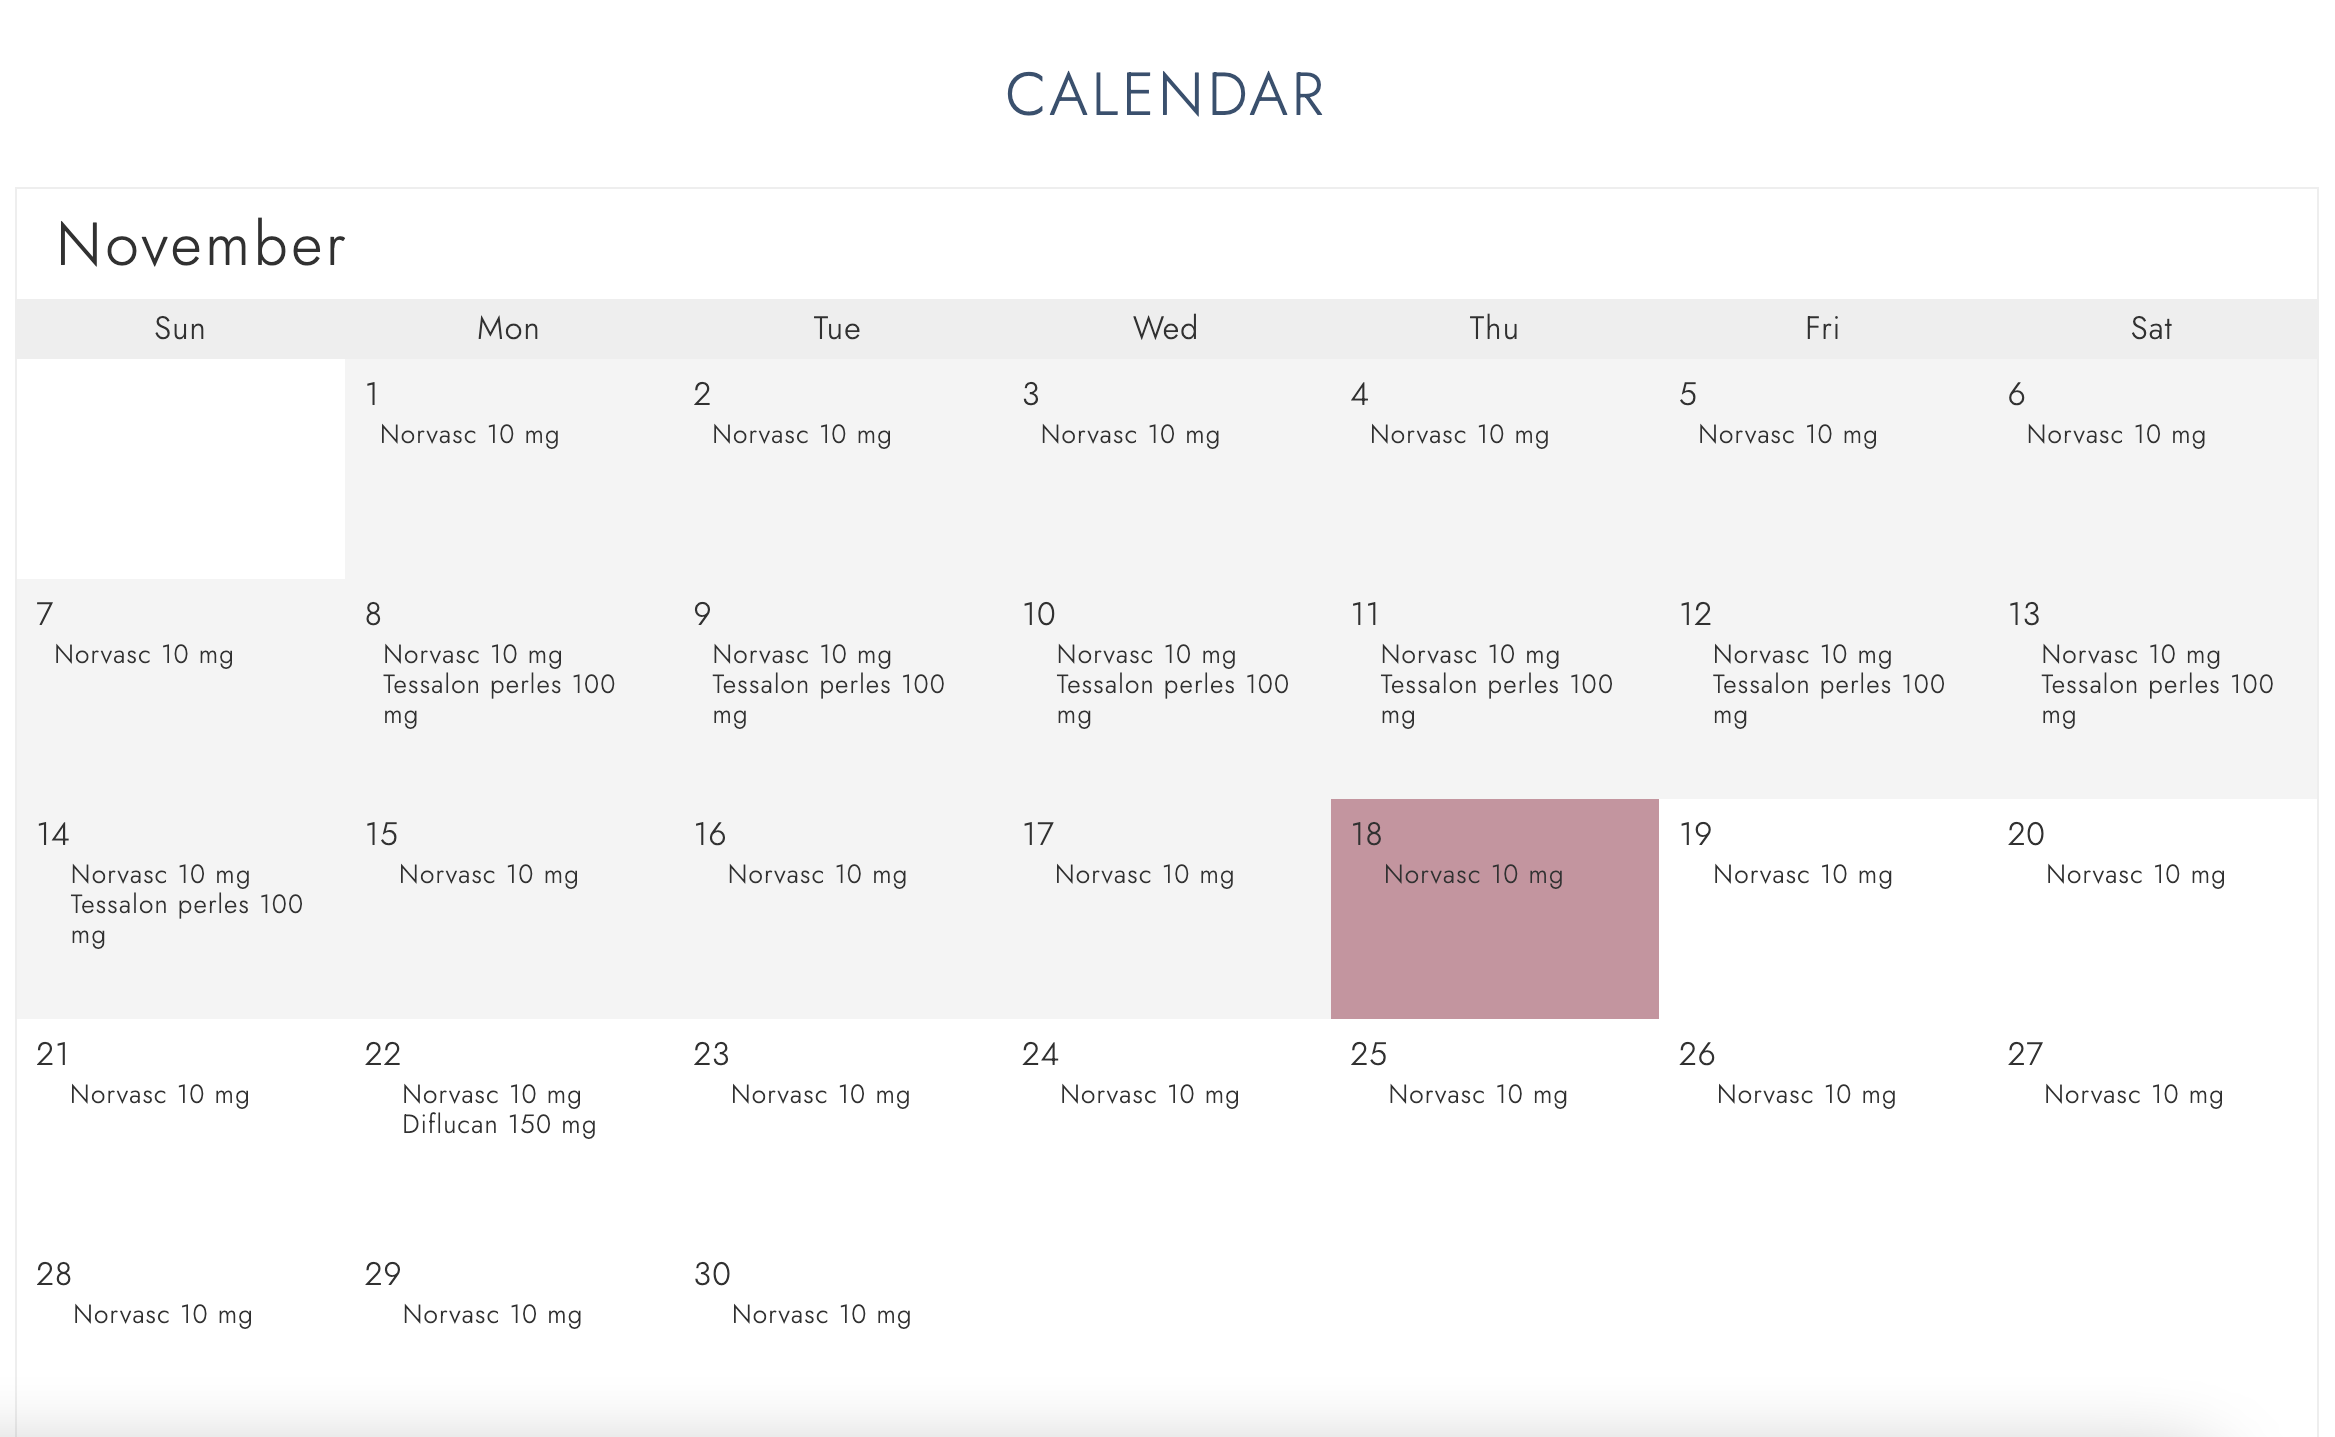 CALENDAR
November
Sun Mon Tue Wed Thu Fri Sat
1 2 3 4 5 6
Norvasc 10 mg Norvasc 10 mg Norvasc 10 mg Norvasc 10 mg Norvasc 10 mg Norvasc 10 mg
7 8 9 10 11 12 13
Norvasc 10 mg Norvasc 10 mg Norvasc 10 mg Norvasc 10 mg Norvasc 10 mg Norvasc 10 mg Norvasc 10 mg
Tessalon perles 100 Tessalon perles 100 Tessalon perles 100 Tessalon perles 100 Tessalon perles 100 Tessalon perles 100
mg mg mg mg mg mg
14 15 16 17 18 19 20
Norvasc 10 mg Norvasc 10 mg Norvasc 10 mg Norvasc 10 mg Norvasc 10 mg Norvasc 10 mg Norvasc 10 mg
Tessalon perles 100
mg
21 22 23 24 25 26 27
Norvasc 10 mg Norvasc 10 mg Norvasc 10 mg Norvasc 10 mg Norvasc 10 mg Norvasc 10 mg Norvasc 10 mg
Diflucan 150 mg
28 29 30
Norvasc 10 mg Norvasc 10 mg Norvasc 10 mg